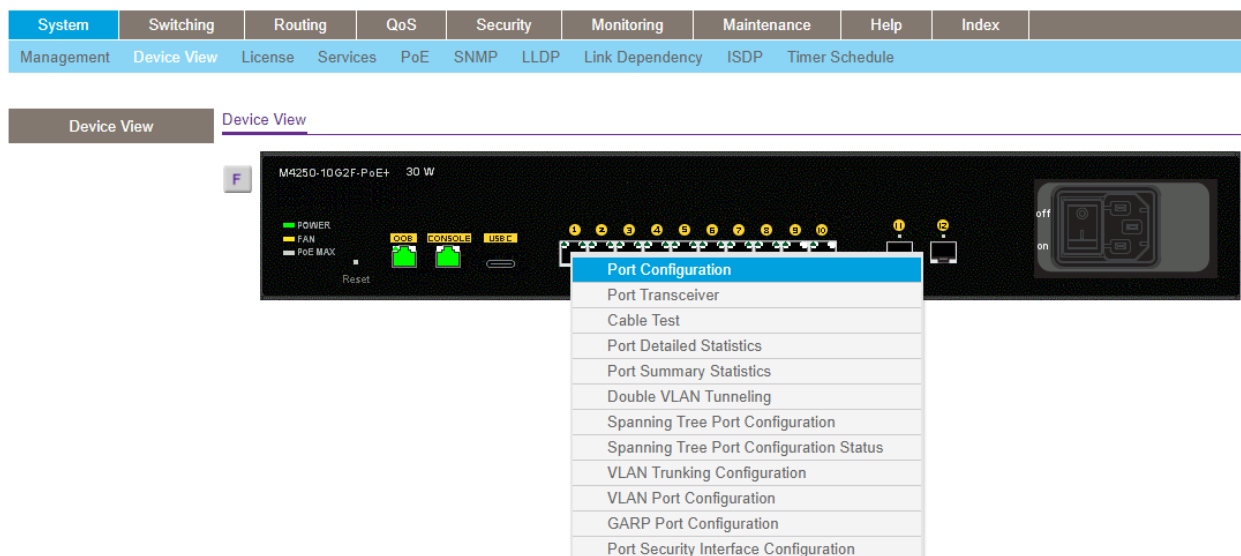 System Switching Routing QoS Security Monitoring Maintenance Help Index
Management Device View License Services PoE SNMP LLDP Link Dependency ISDP Timer Schedule
Device View
Device View
F
M4250-10G2F-PoE+ 30 W
POWER
FAN
PoE MAX
Reset
OOB CONSOLE USB C
1 2 3 4 5 6 7 8 9 10 11 12
off
on
Port Configuration
Port Transceiver
Cable Test
Port Detailed Statistics
Port Summary Statistics
Double VLAN Tunneling
Spanning Tree Port Configuration
Spanning Tree Port Configuration Status
VLAN Trunking Configuration
VLAN Port Configuration
GARP Port Configuration
Port Security Interface Configuration